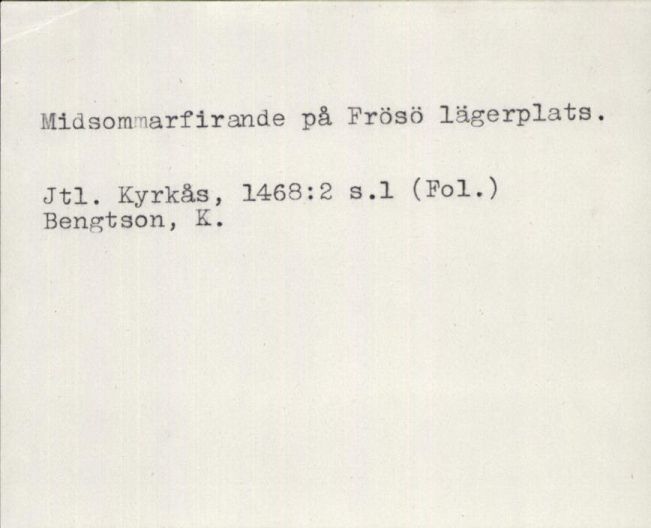 Midsommarfirande på Frösö lägerplats.
Jtl. Kyrkås, 1468:2 s.1 (Fol.)
Bengtson, K.